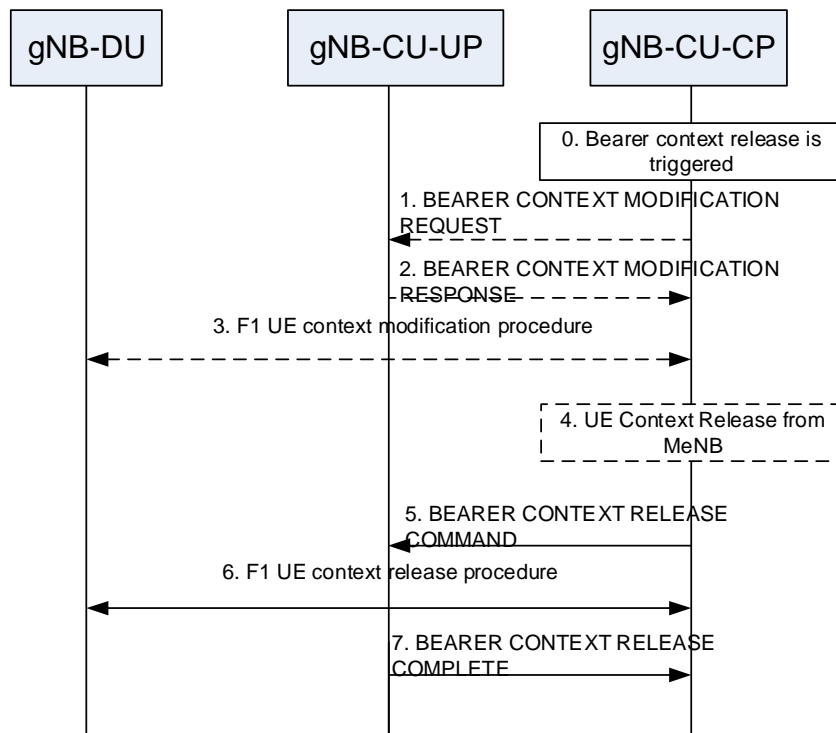 gNB-DU
gNB-CU-UP
gNB-CU-CP
0. Bearer context release is
triggered
1. BEARER CONTEXT MODIFICATION
REQUEST
2. BEARER CONTEXT MODIFICATION
RESPONSE
3. F1 UE context modification procedure
4. UE Context Release from
MeNB
5. BEARER CONTEXT RELEASE
COMMAND
6. F1 UE context release procedure
7. BEARER CONTEXT RELEASE
COMPLETE